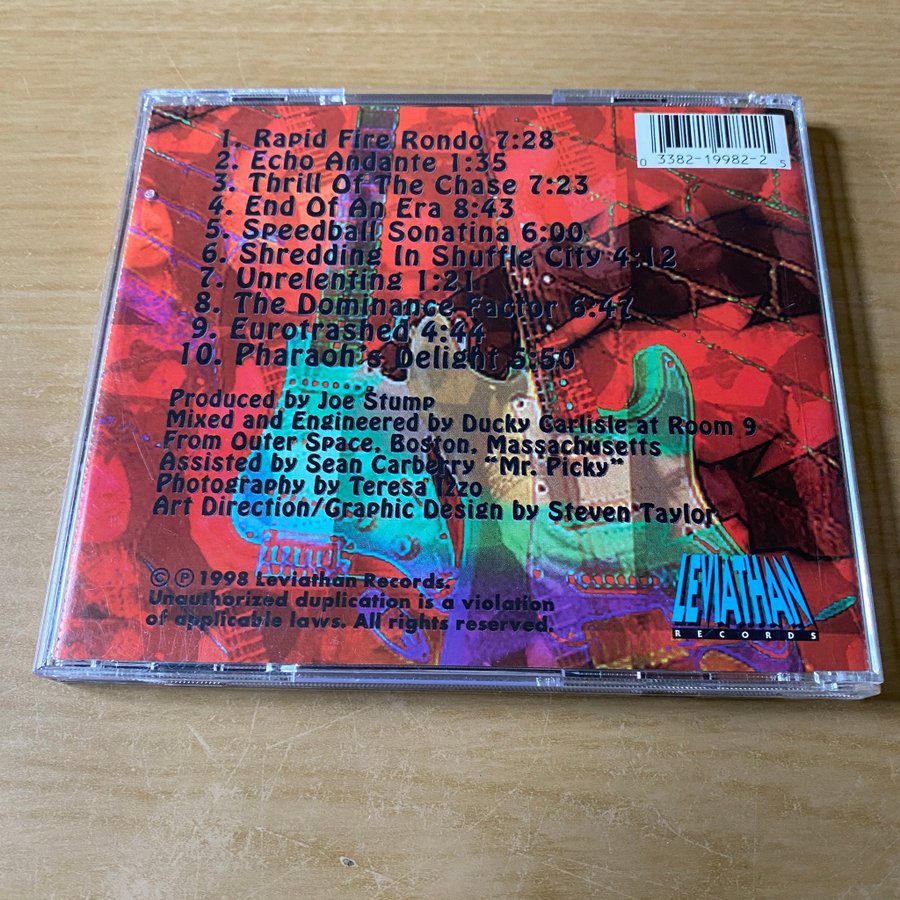 1. Rapid Fire Rondo 7:28
2. Echo Andante 1:35
3. Thrill Of The Chase 7:23
4. End Of An Era 8:43
5. Speedball Sonatina 6:00
6. Shredding In Shuffle City 4:12
7. Unrelenting 1:21
8. The Dominance Factor 6:47
9. Eurotrashed 4:44
10. Pharaoh's Delight 5:50
0 3382-19982-2 5
Produced by Joe Stump
Mixed and Engineered by Ducky Carlisle at Room 9
From Outer Space, Boston, Massachusetts
Assisted by Sean Carberry "Mr. Picky"
Photography by Teresa Izzo
Art Direction/Graphic Design by Steven Taylor
© ℗ 1998 Leviathan Records.
Unauthorized duplication is a violation
of applicable laws. All rights reserved.
LEVIATHAN
RECORDS